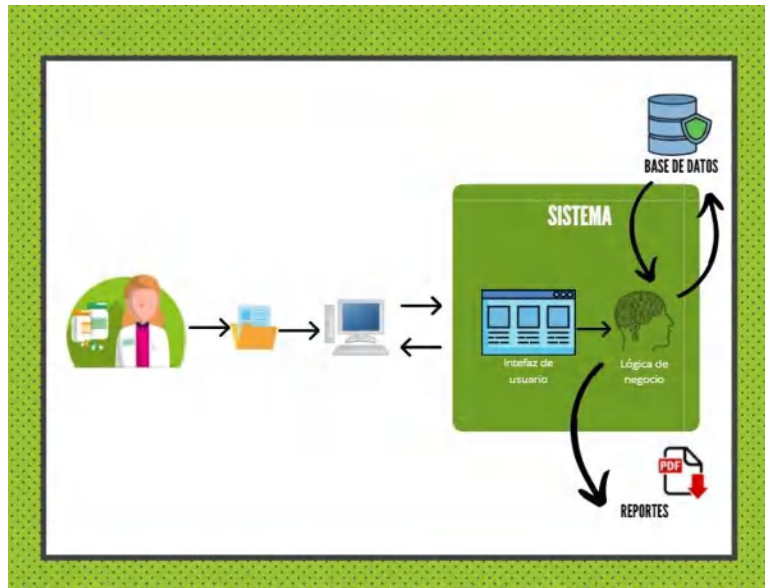 BASE DE DATOS
SISTEMA
Intefaz de
usuario
Lógica de
negocio
PDF
REPORTES